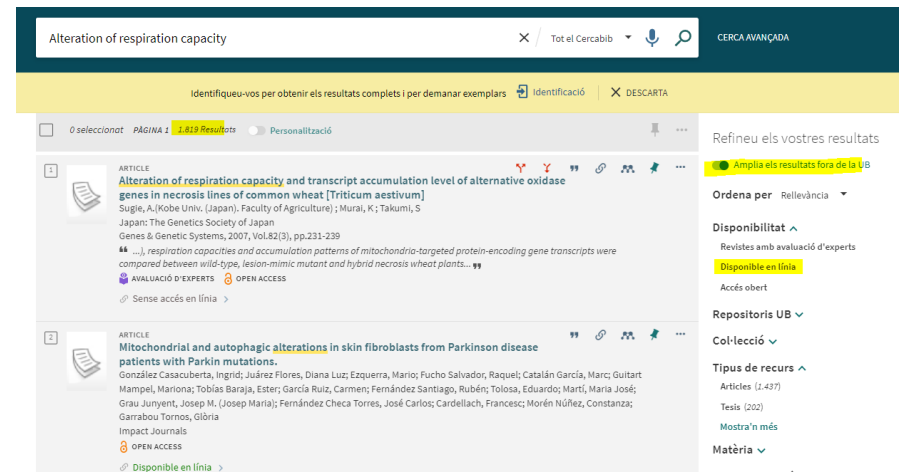 Alteration of respiration capacity
Tot el Cercabib
CERCA AVANÇADA
Identifiqueu-vos per obtenir els resultats complets i per demanar exemplars
Identificació
DESCARTA
0 seleccionat PÀGINA 1 1.819 Resultats Personalització
1
ARTICLE
Alteration of respiration capacity and transcript accumulation level of alternative oxidase
genes in necrosis lines of common wheat [Triticum aestivum]
Sugie, A.(Kobe Univ. (Japan). Faculty of Agriculture) ; Murai, K ; Takumi, S
Japan: The Genetics Society of Japan
Genes & Genetic Systems, 2007, Vol.82(3), pp.231-239
...), respiration capacities and accumulation patterns of mitochondria-targeted protein-encoding gene transcripts were
compared between wild-type, lesion-mimic mutant and hybrid necrosis wheat plants...
AVALUACIÓ D'EXPERTS OPEN ACCESS
Sense accés en línia
2
ARTICLE
Mitochondrial and autophagic alterations in skin fibroblasts from Parkinson disease
patients with Parkin mutations.
González Casacuberta, Ingrid; Juárez Flores, Diana Luz; Ezquerra, Mario; Fucho Salvador, Raquel; Catalán García, Marc; Guitart
Mampel, Mariona; Tobías Baraja, Ester; García Ruiz, Carmen; Fernández Santiago, Rubén; Tolosa, Eduardo; Martí, Maria José;
Grau Junyent, Josep M. (Josep Maria); Fernández Checa Torres, José Carlos; Cardellach, Francesc; Morén Núñez, Constanza;
Garrabou Tornos, Glòria
Impact Journals
OPEN ACCESS
Disponible en línia
Refineu els vostres resultats
Amplia els resultats fora de la UB
Ordena per Rellevància
Disponibilitat
Revistes amb avaluació d'experts
Disponible en línia
Accés obert
Repositoris UB
Col·lecció
Tipus de recurs
Articles (1.437)
Tesis (202)
Mostra'n més
Matèria